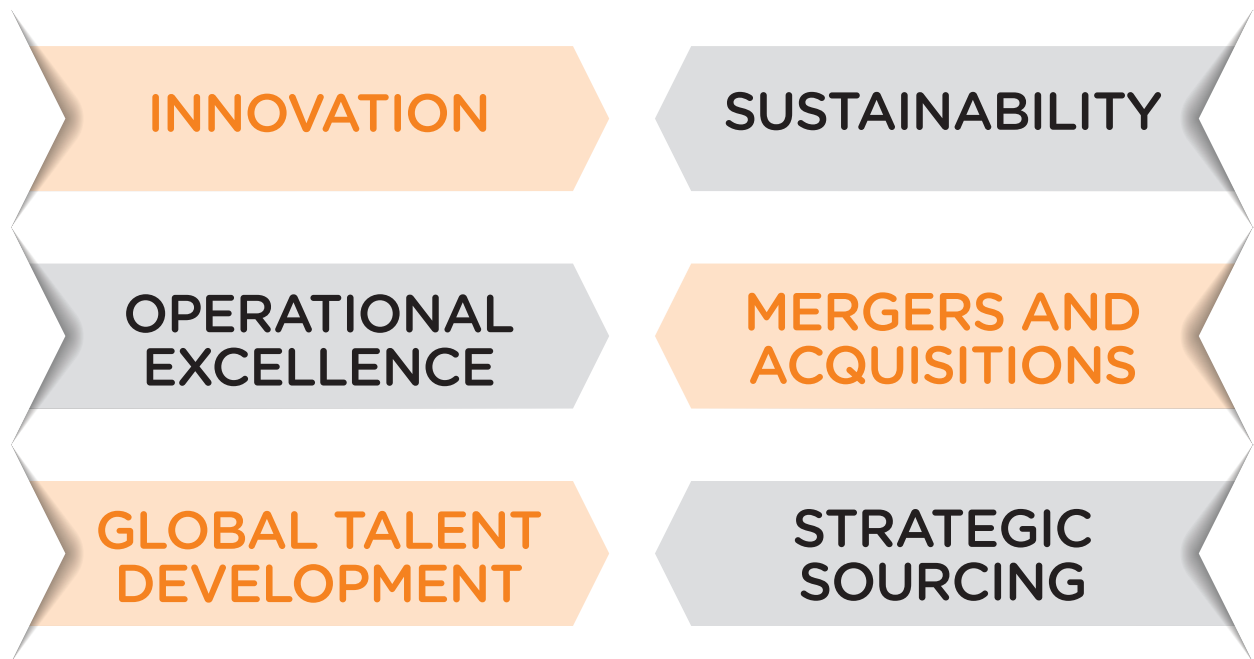 INNOVATION
SUSTAINABILITY
OPERATIONAL
EXCELLENCE
MERGERS AND
ACQUISITIONS
GLOBAL TALENT
DEVELOPMENT
STRATEGIC
SOURCING